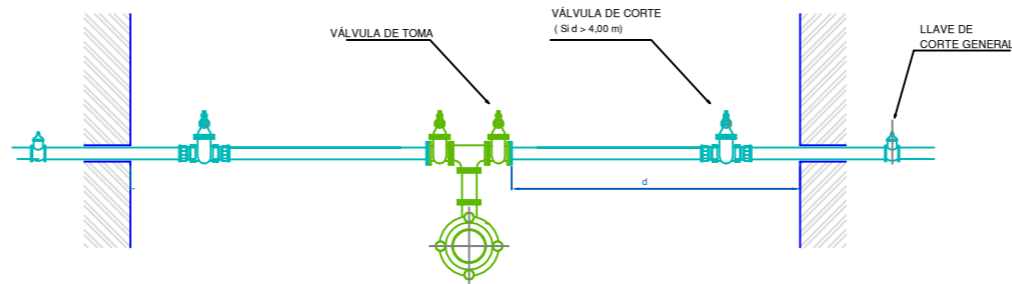 VÁLVULA DE TOMA
VÁLVULA DE CORTE
( Si d > 4,00 m)
LLAVE DE
CORTE GENERAL
d